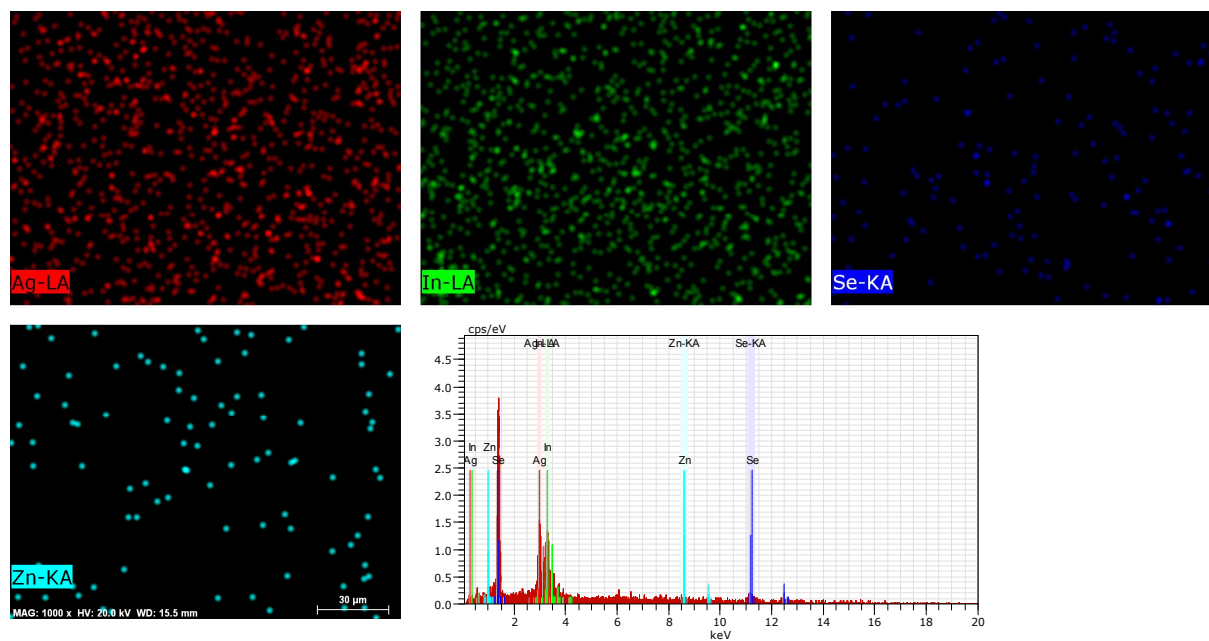 Ag-LA
In-LA
Se-KA
Zn-KA
MAG: 1000 x HV: 20.0 kV WD: 15.5 mm
30 µm
cps/eV
Zn-KA Se-KA
4.5
4.0
3.5
3.0
In Zn In
Ag Se Ag Zn Se
2.5
2.0
1.5
1.0
0.5
0.0
2 4 6 8 10 12 14 16 18 20
keV